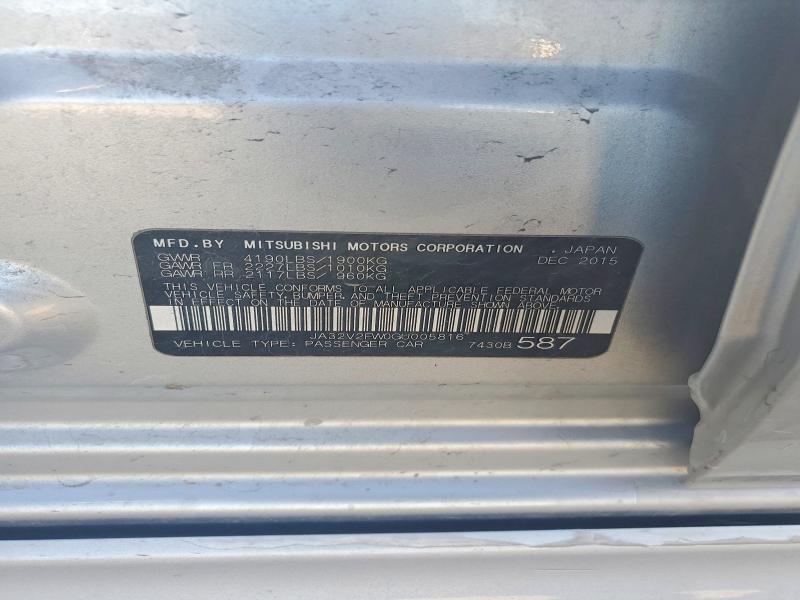 MFD.BY MITSUBISHI MOTORS CORPORATION . JAPAN
GVWR 4190LBS/1900KG DEC 2015
GAWR FR 2227LBS/1010KG
GAWR RR 2117LBS/ 960KG
THIS VEHICLE CONFORMS TO ALL APPLICABLE FEDERAL MOTOR
VEHICLE SAFETY, BUMPER, AND THEFT PREVENTION STANDARDS
IN EFFECT ON THE DATE OF MANUFACTURE SHOWN ABOVE.
JA32V2FW0GU005816
VEHICLE TYPE: PASSENGER CAR 7430B 587